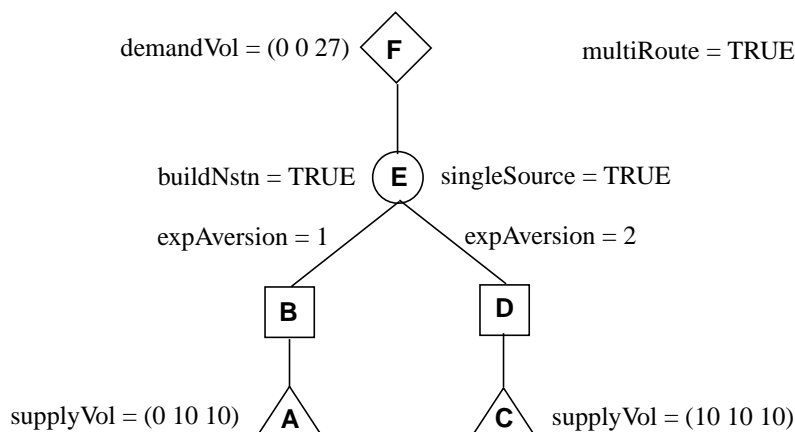 demandVol = (0 0 27) F multiRoute = TRUE
buildNstn = TRUE E singleSource = TRUE
expAversion = 1 expAversion = 2
B D
supplyVol = (0 10 10) A C supplyVol = (10 10 10)